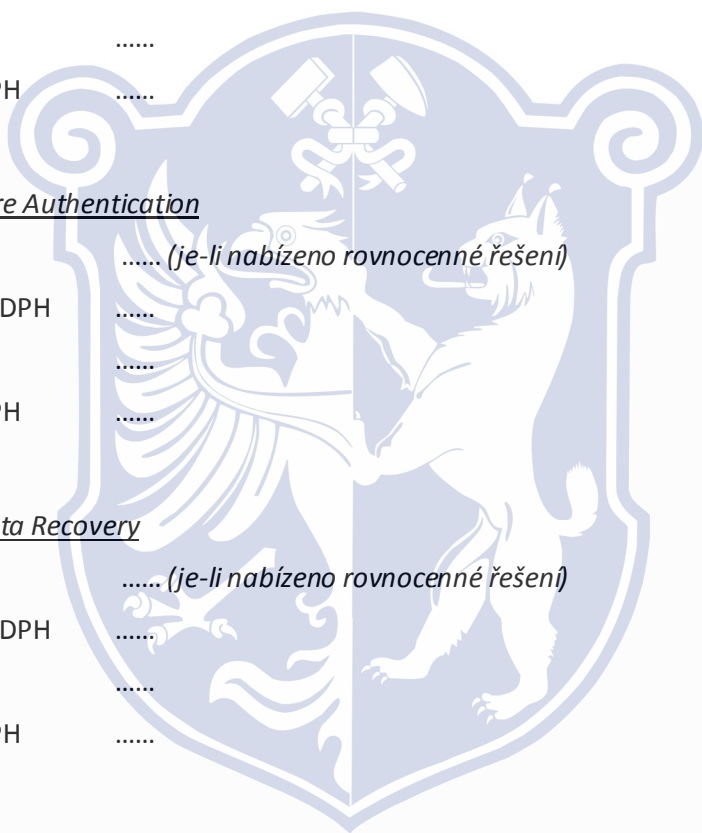 ......
PH ......
re Authentication
...... (je-li nabízeno rovnocenné řešení)
DPH ......
......
PH ......
ta Recovery
...... (je-li nabízeno rovnocenné řešení)
DPH ......
......
PH ......